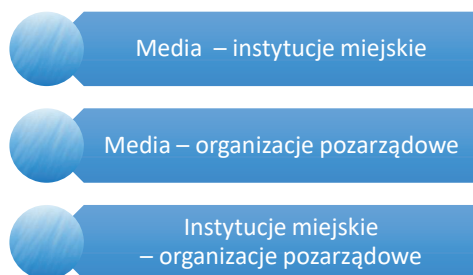 Media – instytucje miejskie
Media – organizacje pozarządowe
Instytucje miejskie
– organizacje pozarządowe